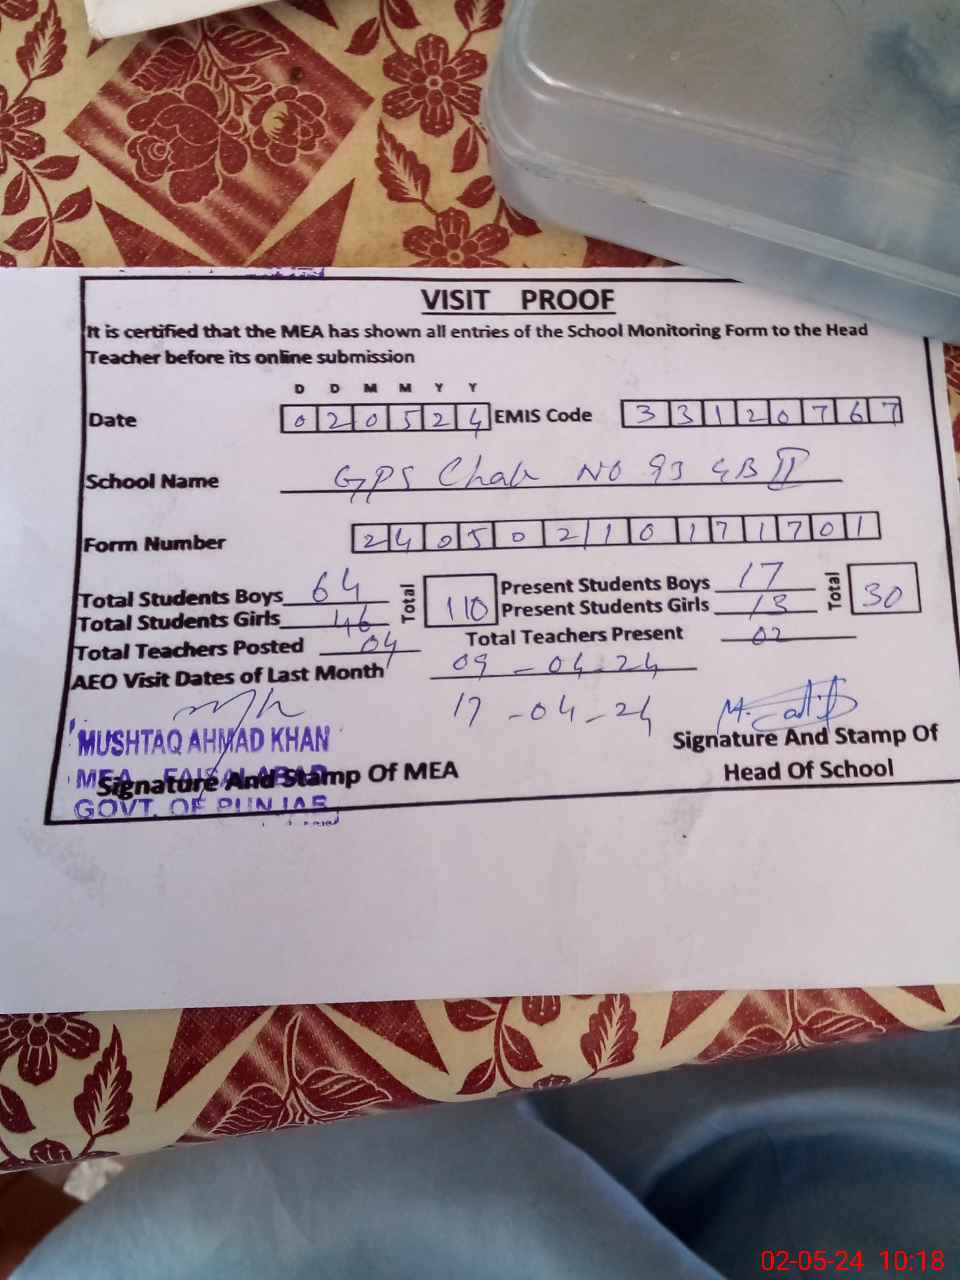 VISIT PROOF
It is certified that the MEA has shown all entries of the School Monitoring Form to the Head
Teacher before its online submission
D D M M Y Y
Date 0 2 0 5 2 4 EMIS Code 3 3 1 2 0 7 6 7
School Name GPS Chak NO 93 GB II
Form Number 2 4 0 5 0 2 1 0 1 7 1 7 0 1
Total Students Boys 64 Total 110 Present Students Boys 17 Total 30
Total Students Girls 46 Present Students Girls 13
Total Teachers Posted 04 Total Teachers Present 02
AEO Visit Dates of Last Month 09-04-24
17-04-24
MUSHTAQ AHMAD KHAN
MEA FAISALABAD
GOVT. OF PUNJAB
Signature And Stamp Of MEA
Signature And Stamp Of
Head Of School
02-05-24 10:18